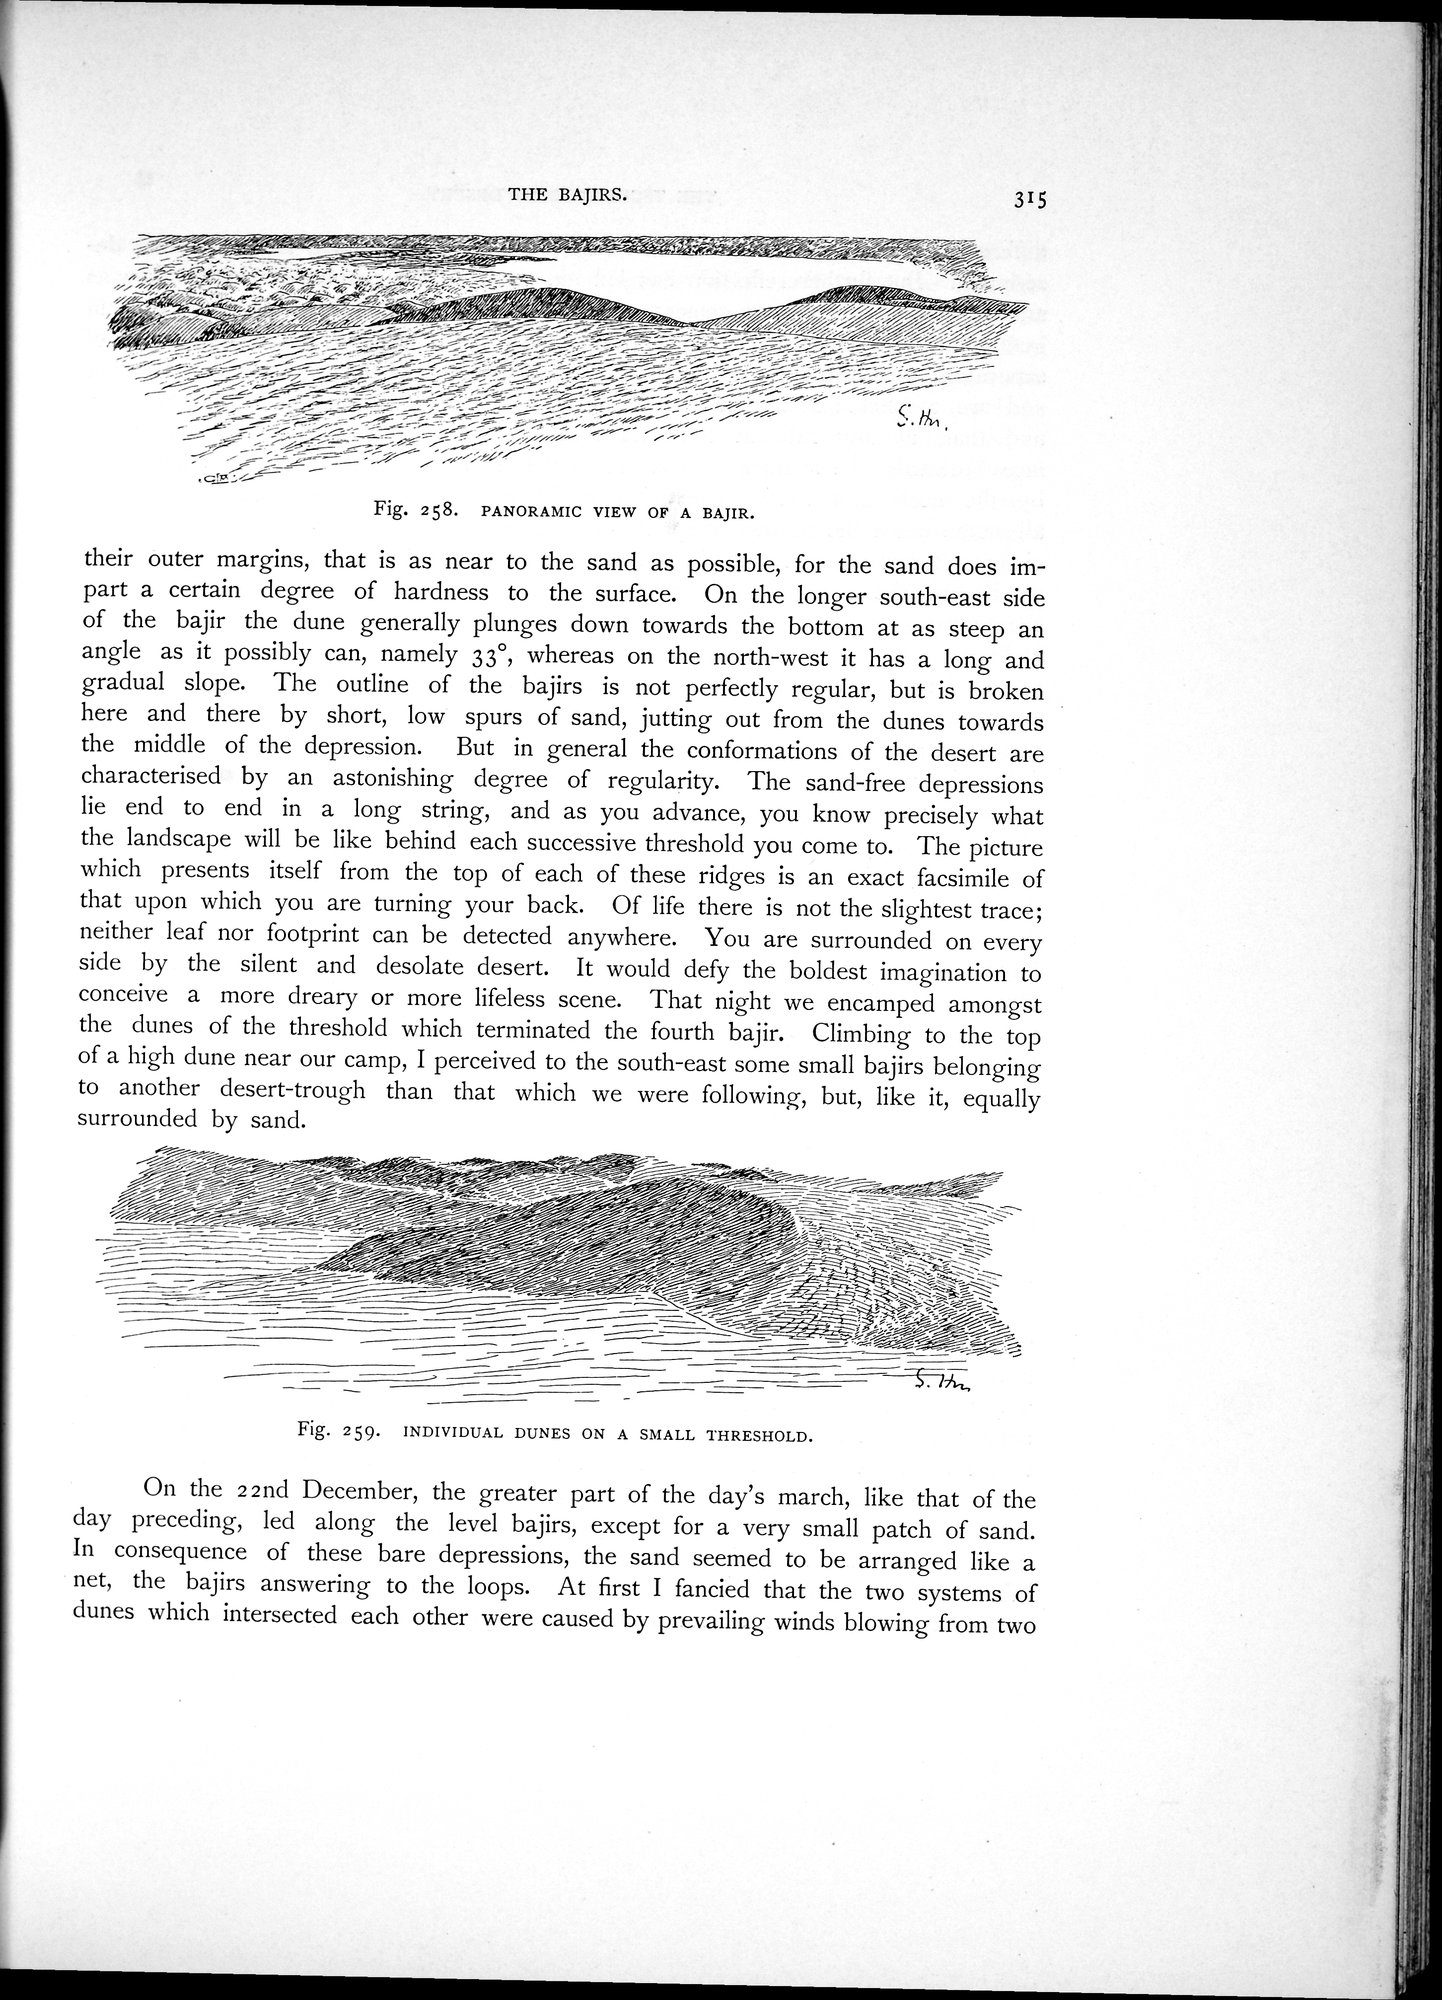 THE BAJIRS.
315
S. Hn.
Fig. 258. PANORAMIC VIEW OF A BAJIR.
their outer margins, that is as near to the sand as possible, for the sand does im-
part a certain degree of hardness to the surface. On the longer south-east side
of the bajir the dune generally plunges down towards the bottom at as steep an
angle as it possibly can, namely 33°, whereas on the north-west it has a long and
gradual slope. The outline of the bajirs is not perfectly regular, but is broken
here and there by short, low spurs of sand, jutting out from the dunes towards
the middle of the depression. But in general the conformations of the desert are
characterised by an astonishing degree of regularity. The sand-free depressions
lie end to end in a long string, and as you advance, you know precisely what
the landscape will be like behind each successive threshold you come to. The picture
which presents itself from the top of each of these ridges is an exact facsimile of
that upon which you are turning your back. Of life there is not the slightest trace;
neither leaf nor footprint can be detected anywhere. You are surrounded on every
side by the silent and desolate desert. It would defy the boldest imagination to
conceive a more dreary or more lifeless scene. That night we encamped amongst
the dunes of the threshold which terminated the fourth bajir. Climbing to the top
of a high dune near our camp, I perceived to the south-east some small bajirs belonging
to another desert-trough than that which we were following, but, like it, equally
surrounded by sand.
S. Hn.
Fig. 259. INDIVIDUAL DUNES ON A SMALL THRESHOLD.
On the 22nd December, the greater part of the day's march, like that of the
day preceding, led along the level bajirs, except for a very small patch of sand.
In consequence of these bare depressions, the sand seemed to be arranged like a
net, the bajirs answering to the loops. At first I fancied that the two systems of
dunes which intersected each other were caused by prevailing winds blowing from two